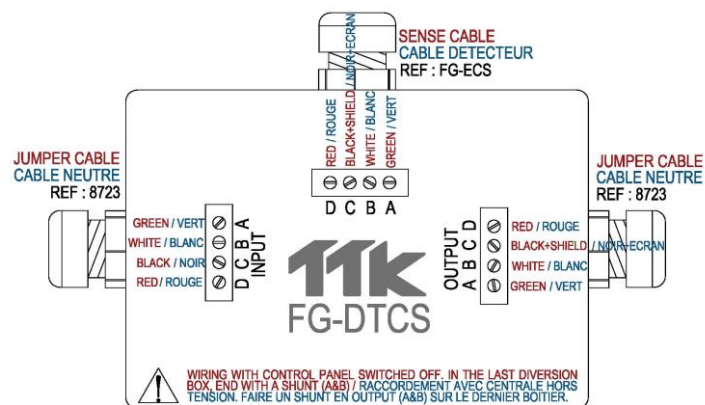 SENSE CABLE
CABLE DETECTEUR
REF : FG-ECS
RED / ROUGE
BLACK+SHIELD / NOIR+ECRAN
WHITE / BLANC
GREEN / VERT
D C B A
JUMPER CABLE
CABLE NEUTRE
REF : 8723
GREEN / VERT
WHITE / BLANC
BLACK / NOIR
RED/ ROUGE
D C B A
INPUT
TTK
FG-DTCS
OUTPUT
A B C D
RED / ROUGE
BLACK+SHIELD / NOIR+ECRAN
WHITE / BLANC
GREEN / VERT
JUMPER CABLE
CABLE NEUTRE
REF : 8723
WIRING WITH CONTROL PANEL SWITCHED OFF. IN THE LAST DIVERSION
BOX, END WITH A SHUNT (A&B) / RACCORDEMENT AVEC CENTRALE HORS
TENSION. FAIRE UN SHUNT EN OUTPUT (A&B) SUR LE DERNIER BOITIER.